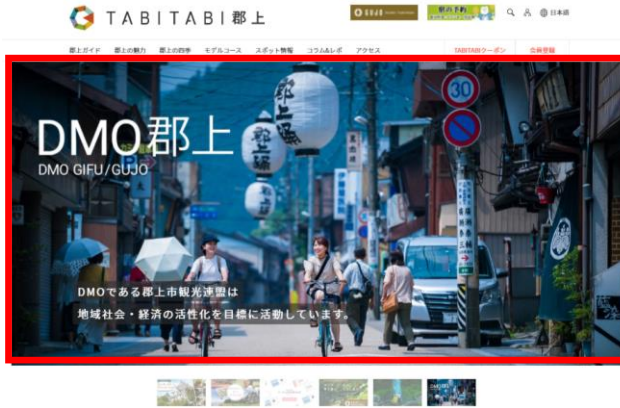 TABITABI郡上
GUJO
日本語
郡上ガイド 郡上の魅力 郡上の四季 モデルコース スポット情報 コラム&レポ アクセス TABITABIクーポン 会員登録
DMO郡上
DMO GIFU/GUJO
郡上踊
30
DMOである郡上市観光連盟は
地域社会・経済の活性化を目標に活動しています。